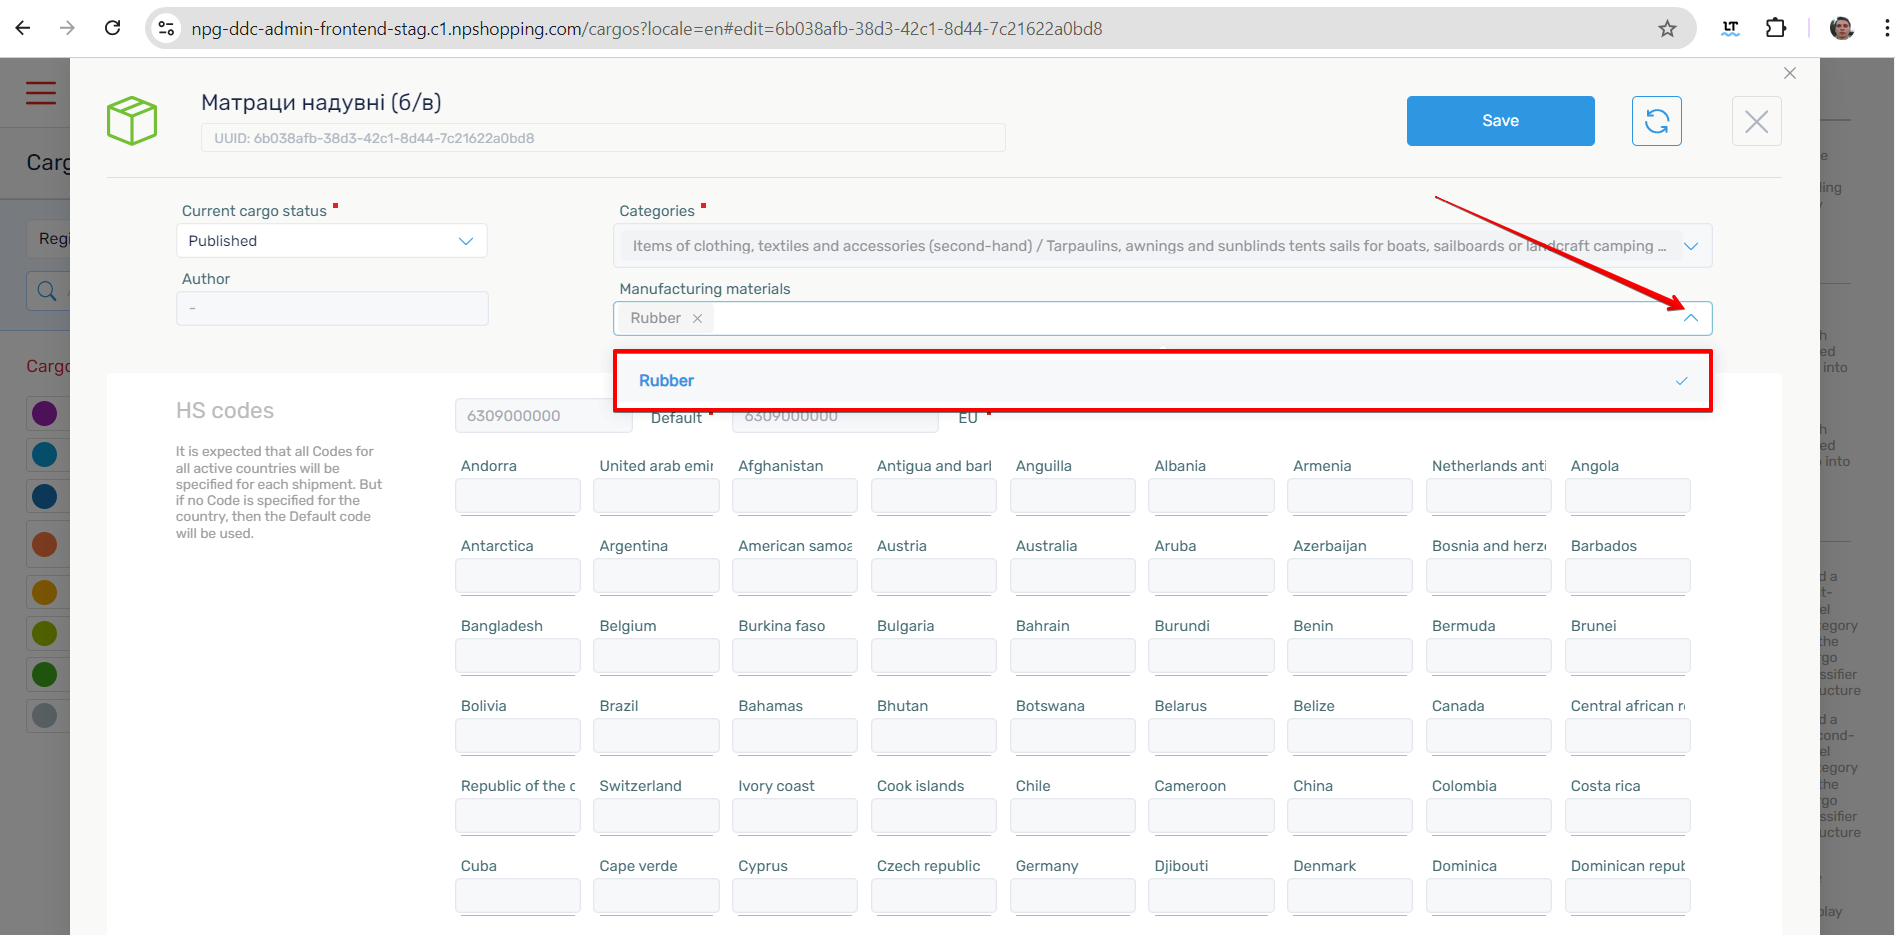 npg-ddc-admin-frontend-stag.c1.npshopping.com/cargos?locale=en#edit=6b038afb-38d3-42c1-8d44-7c21622a0bd8
LT
Матраци надувні (б/в)
UUID: 6b038afb-38d3-42c1-8d44-7c21622a0bd8
Save
Carg
Current cargo status
Categories
Regi
Published
Items of clothing, textiles and accessories (second-hand) / Tarpaulins, awnings and sunblinds tents sails for boats, sailboards or landcraft camping ...
Author
Manufacturing materials
-
Rubber
Cargo
Rubber
HS codes
6309000000
Default
6309000000
EU
It is expected that all Codes for
all active countries will be
specified for each shipment. But
if no Code is specified for the
country, then the Default code
will be used.
Andorra United arab emir Afghanistan Antigua and barl Anguilla Albania Armenia Netherlands anti Angola
Antarctica Argentina American samoa Austria Australia Aruba Azerbaijan Bosnia and herze Barbados
Bangladesh Belgium Burkina faso Bulgaria Bahrain Burundi Benin Bermuda Brunei
Bolivia Brazil Bahamas Bhutan Botswana Belarus Belize Canada Central african r
Republic of the c Switzerland Ivory coast Cook islands Chile Cameroon China Colombia Costa rica
Cuba Cape verde Cyprus Czech republic Germany Djibouti Denmark Dominica Dominican repub